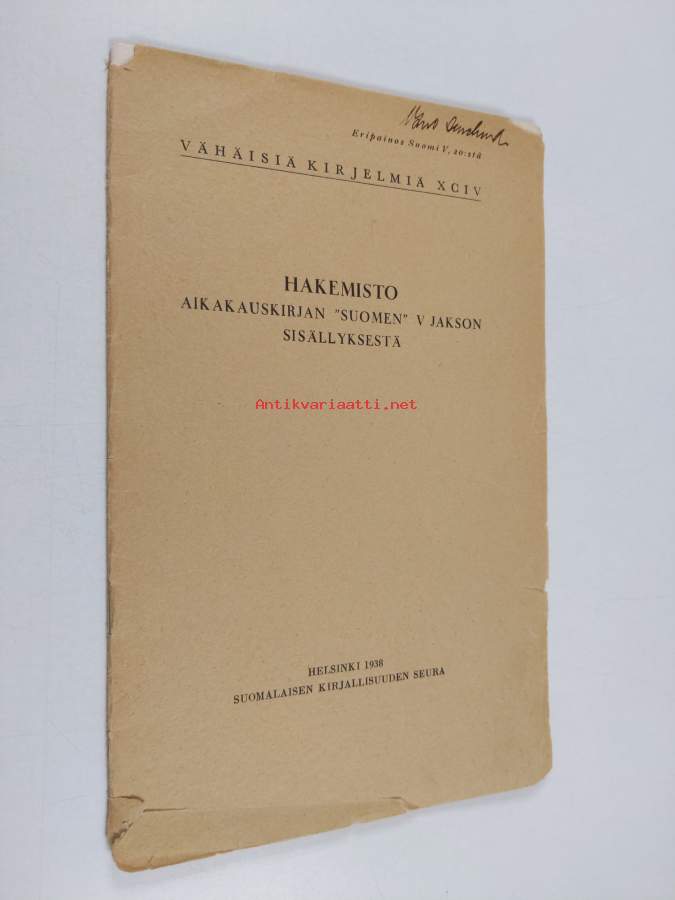 Eripainos Suomi V, 20:stä
VÄHÄISIÄ KIRJELMIÄ XCIV
HAKEMISTO
AIKAKAUSKIRJAN "SUOMEN" V JAKSON
SISÄLLYKSESTÄ
Antikvariaatti.net
HELSINKI 1938
SUOMALAISEN KIRJALLISUUDEN SEURA